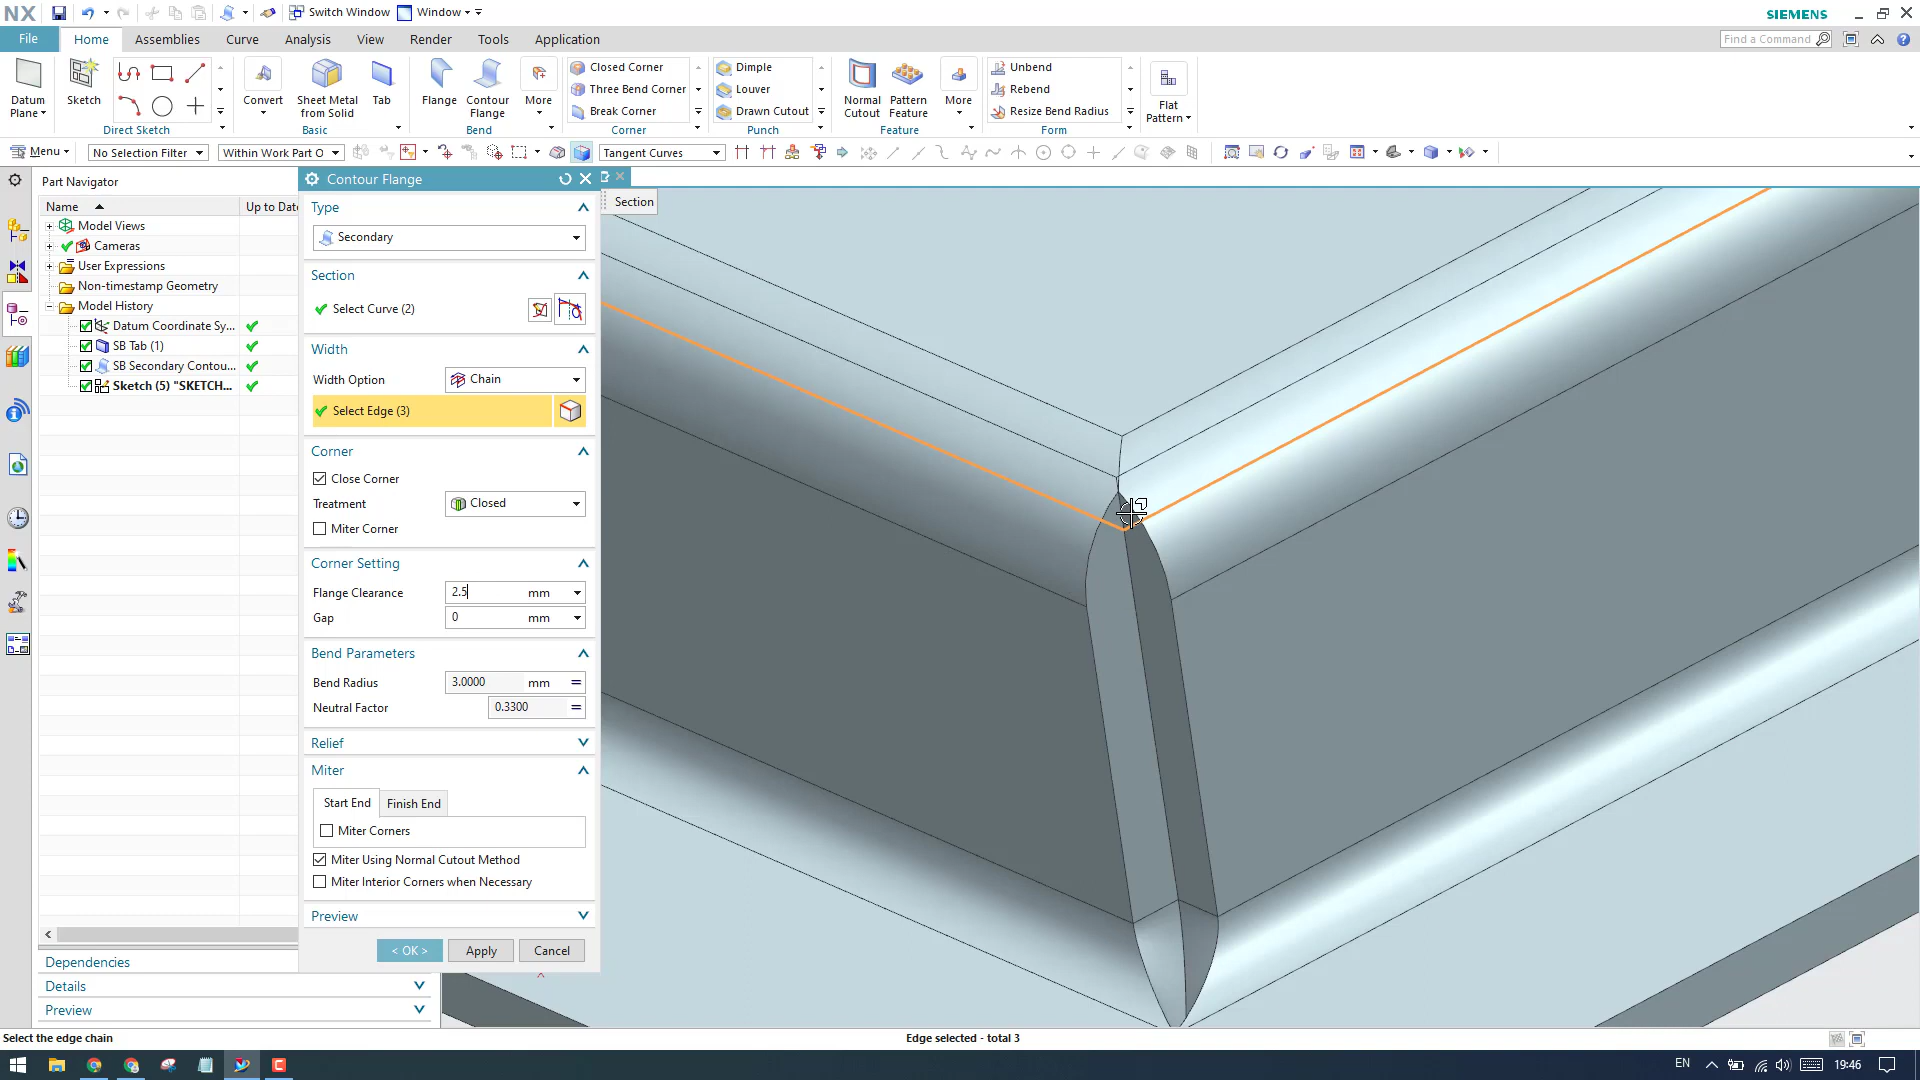 NX
Switch Window
Window
SIEMENS
File
Home
Assemblies
Curve
Analysis
View
Render
Tools
Application
Find a Command
Datum
Plane
Sketch
Direct Sketch
Convert
Sheet Metal
from Solid
Basic
Tab
Flange
Contour
Flange
More
Bend
Closed Corner
Three Bend Corner
Break Corner
Corner
Dimple
Louver
Drawn Cutout
Punch
Normal
Cutout
Pattern
Feature
More
Feature
Unbend
Rebend
Resize Bend Radius
Form
Flat
Pattern
Menu
No Selection Filter
Within Work Part O
Tangent Curves
Part Navigator
Name
Up to Date
Model Views
Cameras
User Expressions
Non-timestamp Geometry
Model History
Datum Coordinate Sy...
SB Tab (1)
SB Secondary Contou...
Sketch (5) "SKETCH...
Dependencies
Details
Preview
Contour Flange
Type
Secondary
Section
Select Curve (2)
Width
Width Option
Chain
Select Edge (3)
Corner
Close Corner
Treatment
Closed
Miter Corner
Corner Setting
Flange Clearance
2.5
mm
Gap
0
mm
Bend Parameters
Bend Radius
3.0000
mm
Neutral Factor
0.3300
Relief
Miter
Start End
Finish End
Miter Corners
Miter Using Normal Cutout Method
Miter Interior Corners when Necessary
Preview
< OK >
Apply
Cancel
Section
Select the edge chain
Edge selected - total 3
EN
19:46